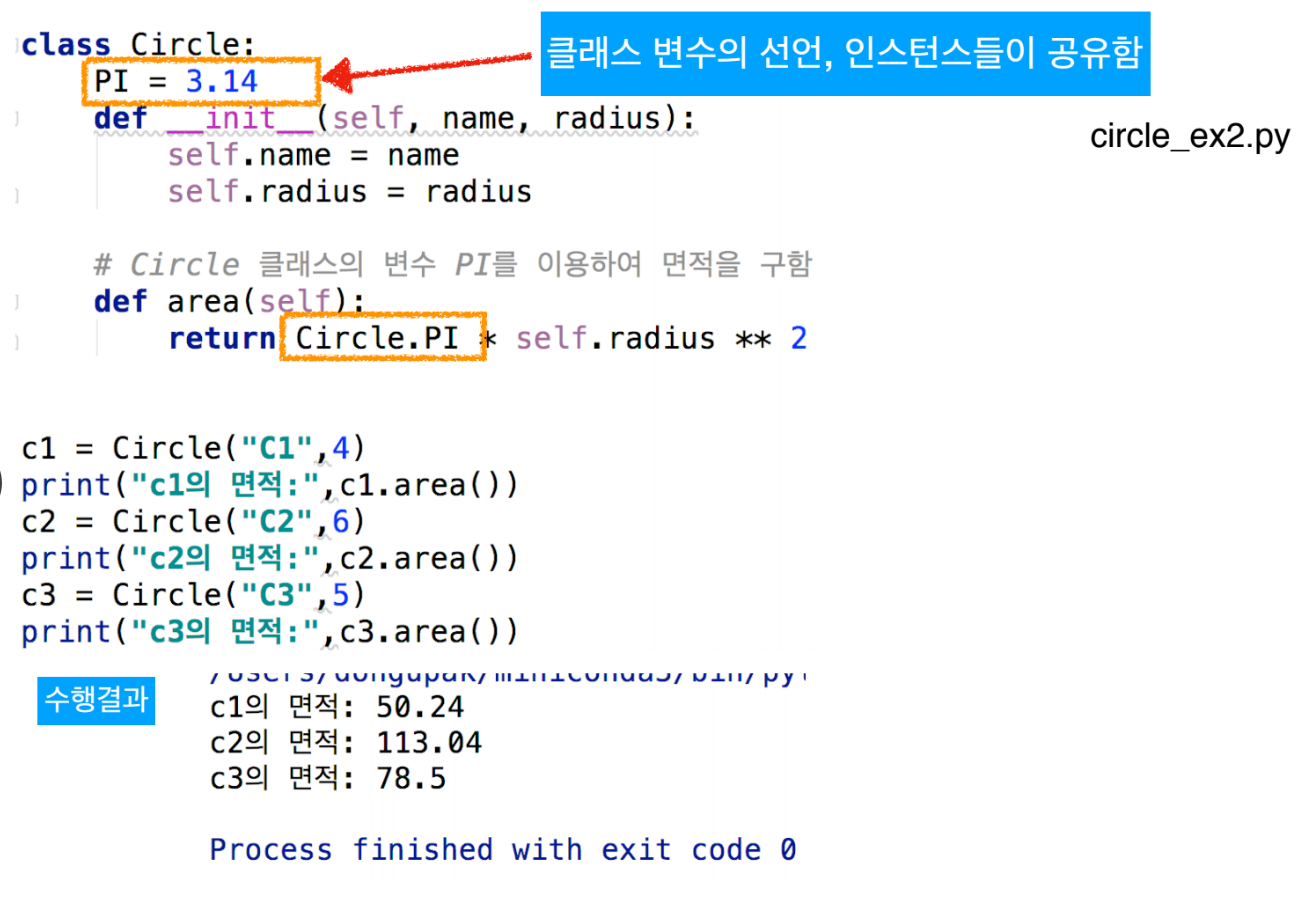 class Circle:
클래스 변수의 선언, 인스턴스들이 공유함
    PI = 3.14
    def __init__(self, name, radius):
circle_ex2.py
        self.name = name
        self.radius = radius
    # Circle 클래스의 변수 PI를 이용하여 면적을 구함
    def area(self):
        return Circle.PI * self.radius ** 2
c1 = Circle("C1",4)
print("c1의 면적:",c1.area())
c2 = Circle("C2",6)
print("c2의 면적:",c2.area())
c3 = Circle("C3",5)
print("c3의 면적:",c3.area())
수행결과
/Users/dongupak/miniconda3/bin/pyt
c1의 면적: 50.24
c2의 면적: 113.04
c3의 면적: 78.5
Process finished with exit code 0